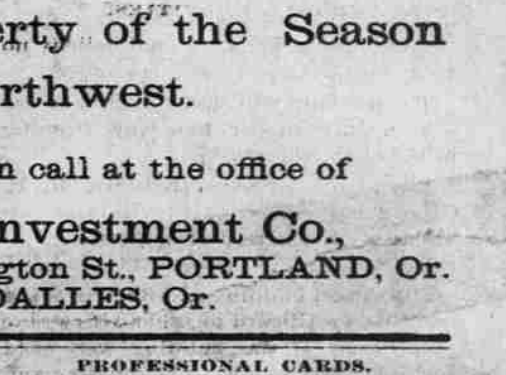 erty of the Season
rthwest.
n call at the office of
nvestment Co.,
gton St., PORTLAND, Or.
DALLES, Or.
PROFESSIONAL CARDS.